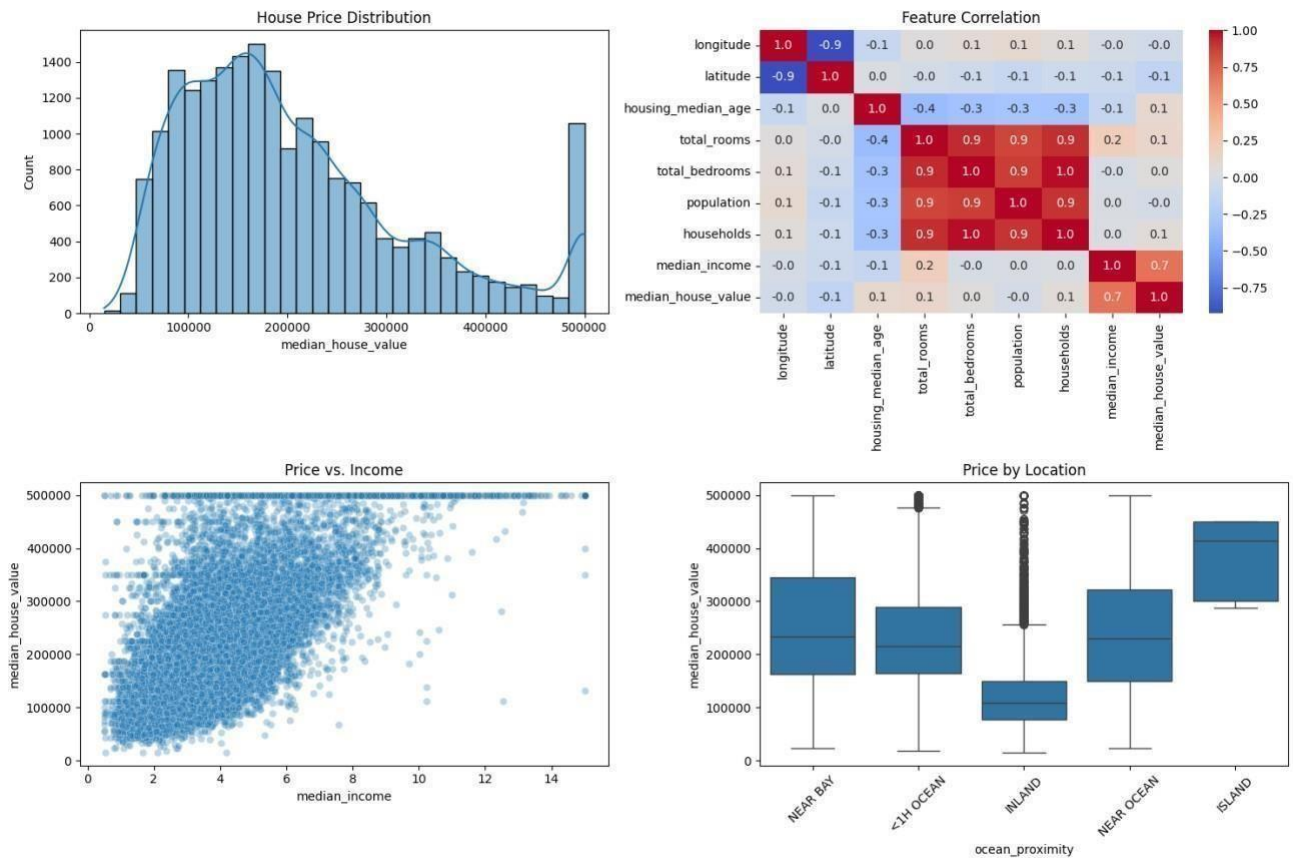 House Price Distribution
1400
1200
1000
800
600
400
200
0
Count
0 100000 200000 300000 400000 500000
median_house_value
Feature Correlation
longitude 1.0 -0.9 -0.1 0.0 0.1 0.1 0.1 -0.0 -0.0
latitude -0.9 1.0 0.0 -0.0 -0.1 -0.1 -0.1 -0.1 -0.1
housing_median_age -0.1 0.0 1.0 -0.4 -0.3 -0.3 -0.3 -0.1 0.1
total_rooms 0.0 -0.0 -0.4 1.0 0.9 0.9 0.9 0.2 0.1
total_bedrooms 0.1 -0.1 -0.3 0.9 1.0 0.9 1.0 -0.0 0.0
population 0.1 -0.1 -0.3 0.9 0.9 1.0 0.9 0.0 -0.0
households 0.1 -0.1 -0.3 0.9 1.0 0.9 1.0 0.0 0.1
median_income -0.0 -0.1 -0.1 0.2 -0.0 0.0 0.0 1.0 0.7
median_house_value -0.0 -0.1 0.1 0.1 0.0 -0.0 0.1 0.7 1.0
longitude
latitude
housing_median_age
total_rooms
total_bedrooms
population
households
median_income
median_house_value
1.00
0.75
0.50
0.25
0.00
−0.25
−0.50
−0.75
Price vs. Income
500000
400000
300000
200000
100000
0
median_house_value
0 2 4 6 8 10 12 14
median_income
Price by Location
500000
400000
300000
200000
100000
0
median_house_value
NEAR BAY
<1H OCEAN
INLAND
NEAR OCEAN
ISLAND
ocean_proximity